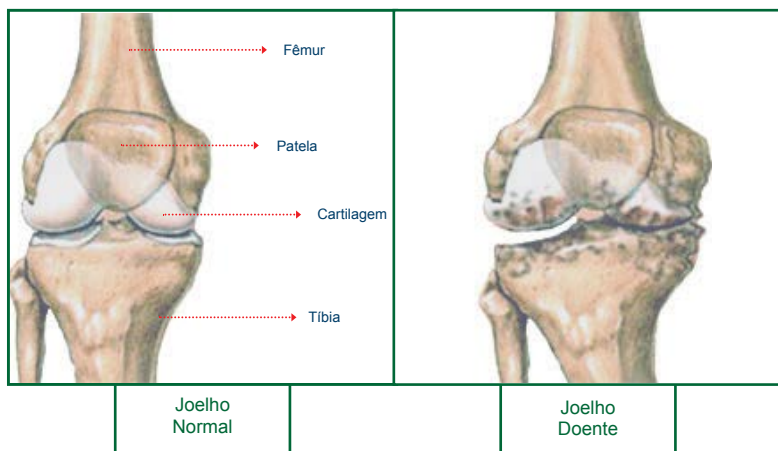 Fêmur
Patela
Cartilagem
Tíbia
Joelho
Normal
Joelho
Doente